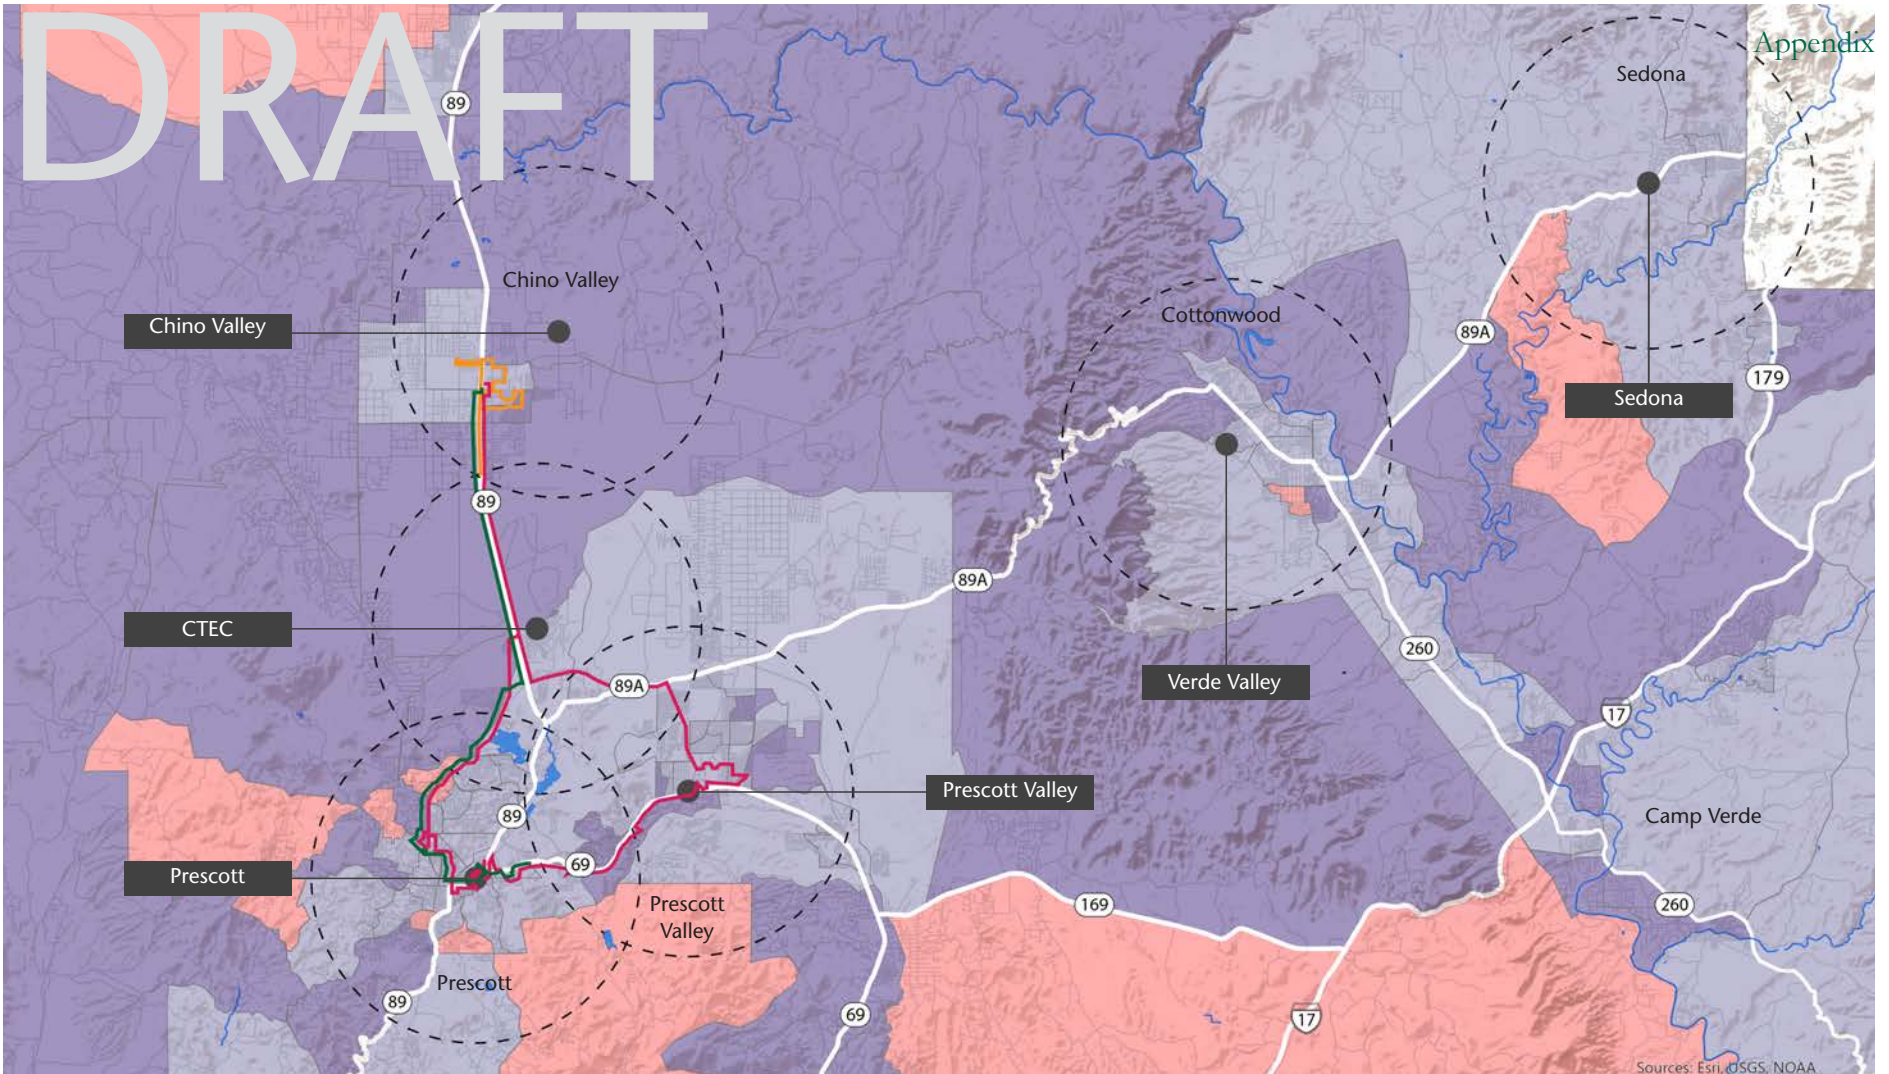 DRAFT
Appendix
Sedona
89
Chino Valley
Chino Valley
Cottonwood
89A
179
Sedona
89
89A
CTEC
260
Verde Valley
89A
17
Prescott Valley
89
Camp Verde
69
Prescott
260
169
Prescott
Valley
Prescott
89
69
17
Sources: Esri, USGS, NOAA